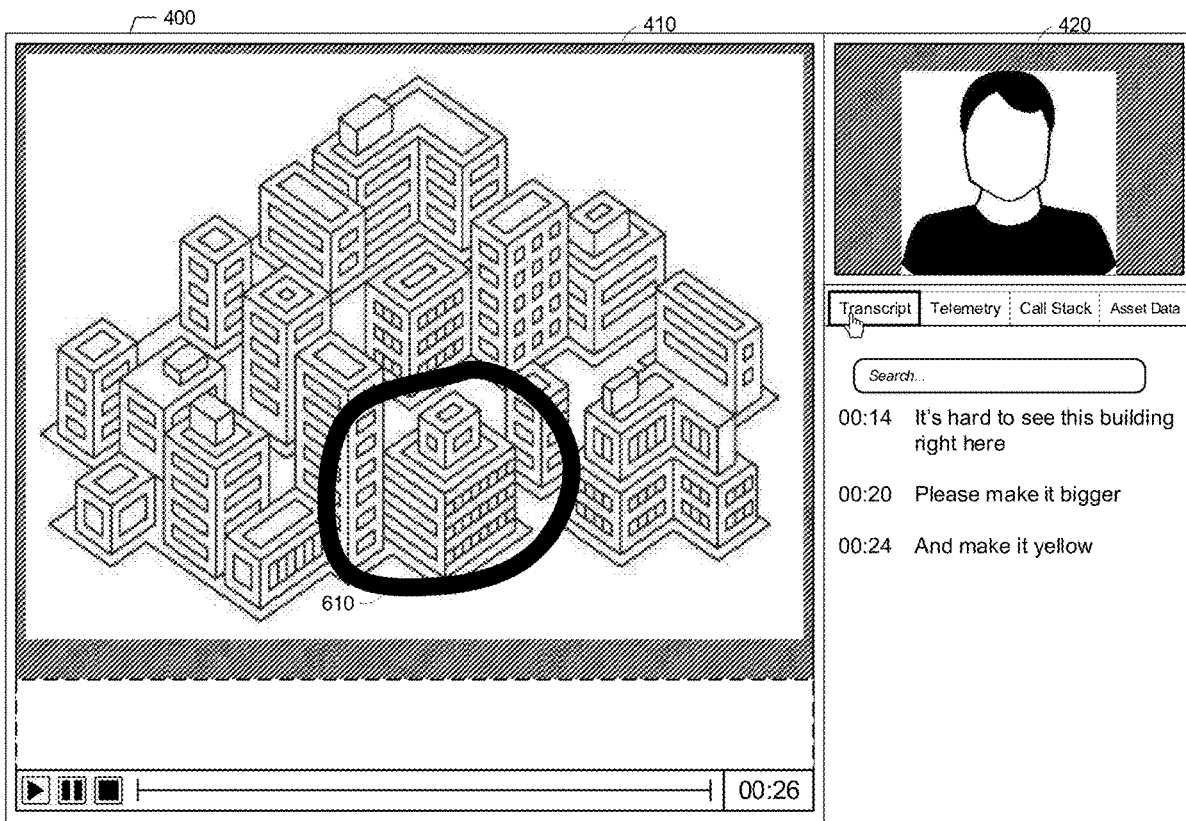 400
410
420
Transcript
Telemetry
Call Stack
Asset Data
Search...
00:14 It's hard to see this building
right here
00:20 Please make it bigger
00:24 And make it yellow
610
00:26